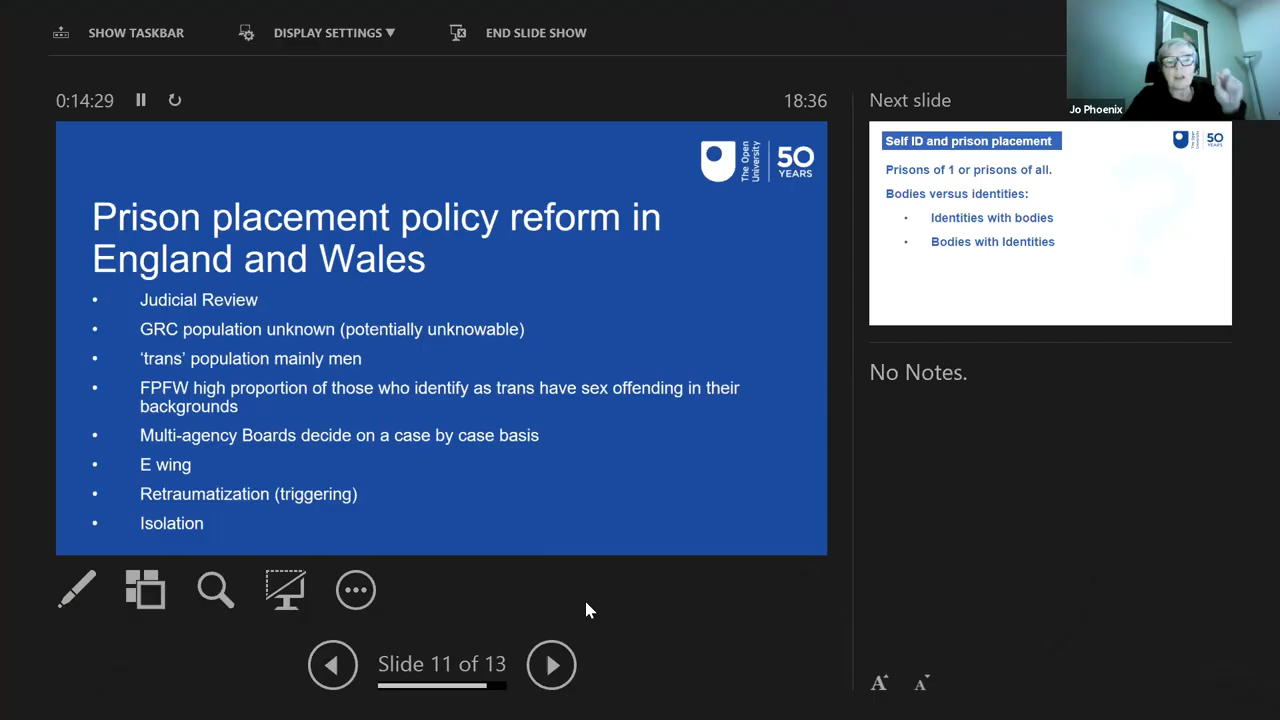 SHOW TASKBAR
DISPLAY SETTINGS ▼
END SLIDE SHOW
Jo Phoenix
0:14:29
18:36
Next slide
The Open
University
50
YEARS
Prison placement policy reform in
England and Wales
• Judicial Review
• GRC population unknown (potentially unknowable)
• ‘trans’ population mainly men
• FPFW high proportion of those who identify as trans have sex offending in their
backgrounds
• Multi-agency Boards decide on a case by case basis
• E wing
• Retraumatization (triggering)
• Isolation
Self ID and prison placement
The Open
University
50
YEARS
Prisons of 1 or prisons of all.
Bodies versus identities:
• Identities with bodies
• Bodies with Identities
?
No Notes.
Slide 11 of 13
A A